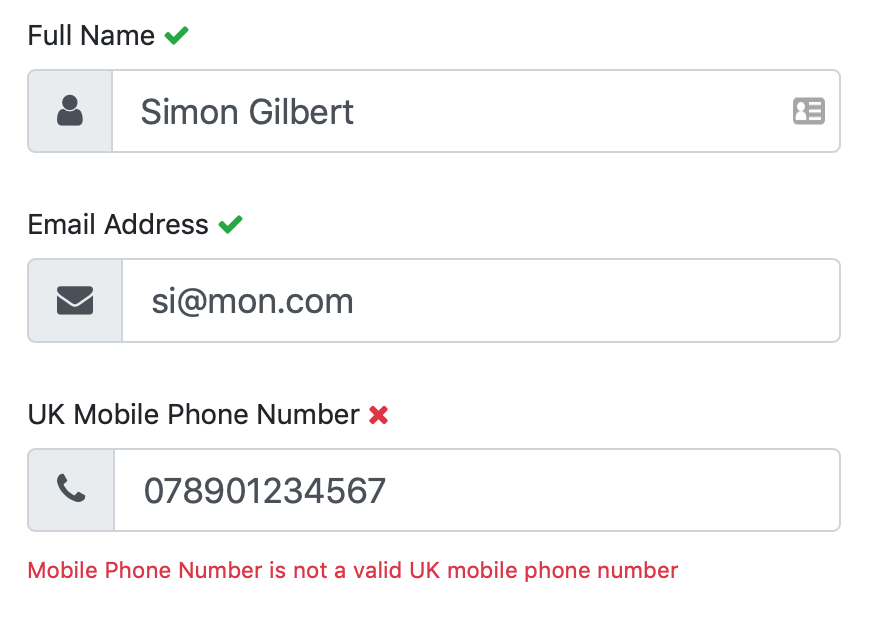 Full Name
Simon Gilbert
Email Address
si@mon.com
UK Mobile Phone Number
078901234567
Mobile Phone Number is not a valid UK mobile phone number